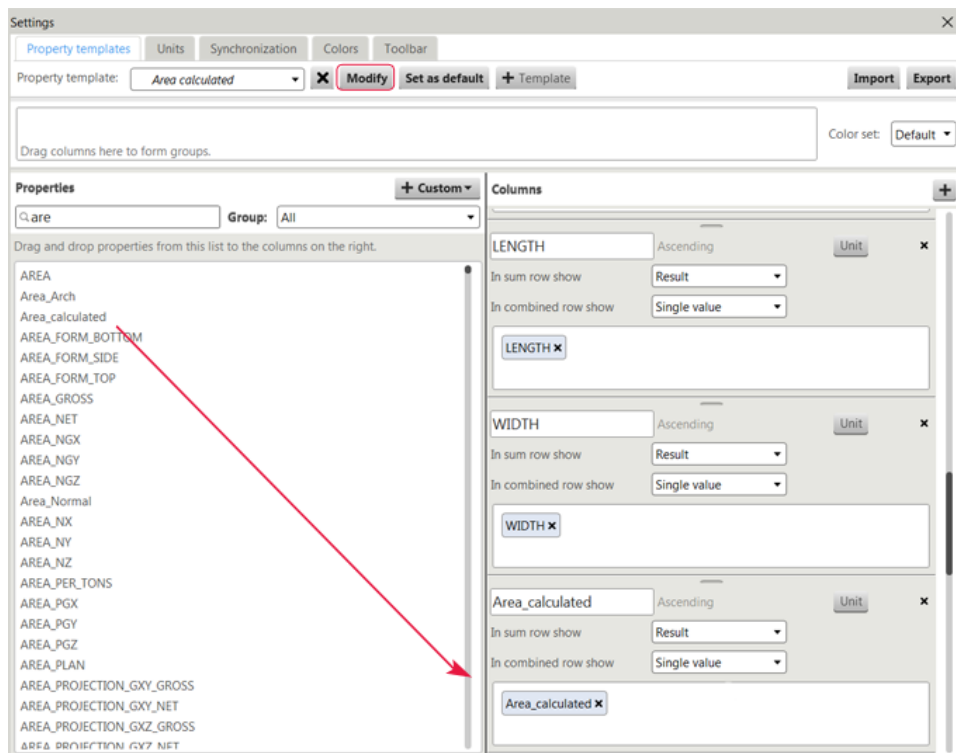 Settings
Property templates Units Synchronization Colors Toolbar
Property template: Area calculated Modify Set as default + Template Import Export
Drag columns here to form groups.
Color set: Default
Properties + Custom
are Group: All
Drag and drop properties from this list to the columns on the right.
AREA
Area_Arch
Area_calculated
AREA_FORM_BOTTOM
AREA_FORM_SIDE
AREA_FORM_TOP
AREA_GROSS
AREA_NET
AREA_NGX
AREA_NGY
AREA_NGZ
Area_Normal
AREA_NX
AREA_NY
AREA_NZ
AREA_PER_TONS
AREA_PGX
AREA_PGY
AREA_PGZ
AREA_PLAN
AREA_PROJECTION_GXY_GROSS
AREA_PROJECTION_GXY_NET
AREA_PROJECTION_GXZ_GROSS
AREA_PROJECTION_GXZ_NET
Columns
LENGTH Ascending Unit
In sum row show Result
In combined row show Single value
LENGTH
WIDTH Ascending Unit
In sum row show Result
In combined row show Single value
WIDTH
Area_calculated Ascending Unit
In sum row show Result
In combined row show Single value
Area_calculated